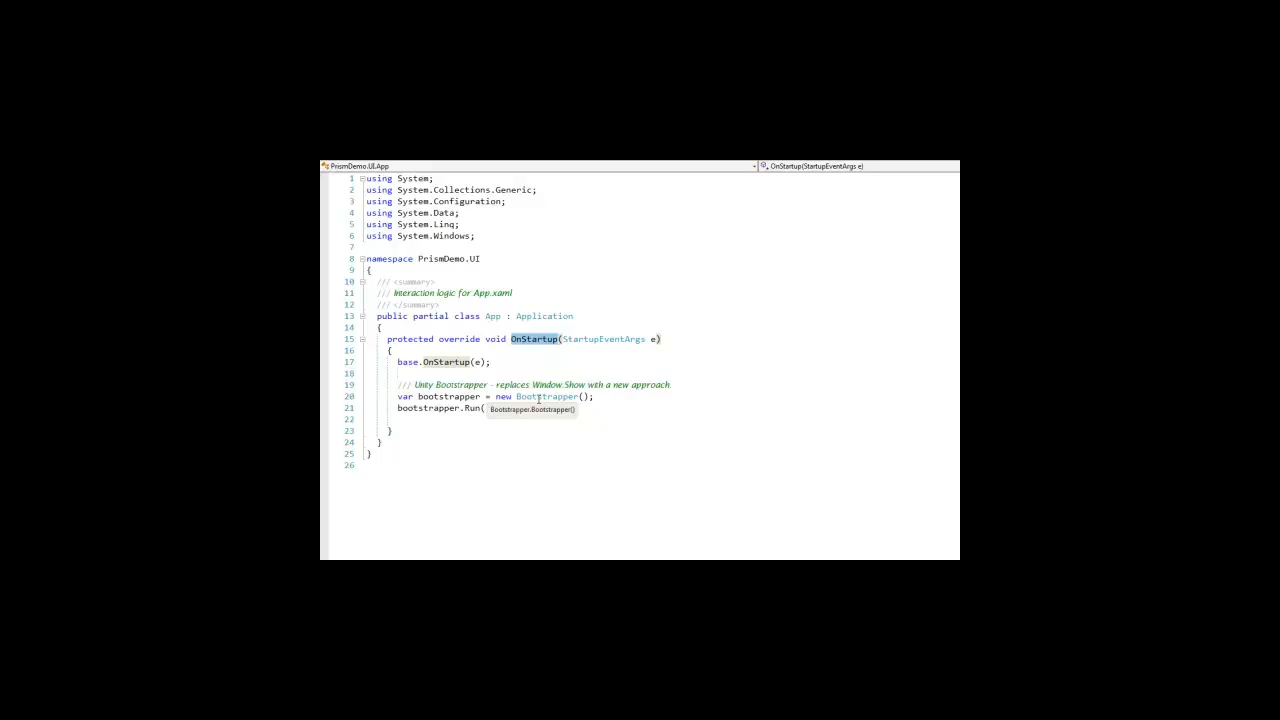 PrismDemo.UI.App OnStartup(StartupEventArgs e)
1 using System;
2 using System.Collections.Generic;
3 using System.Configuration;
4 using System.Data;
5 using System.Linq;
6 using System.Windows;
7
8 namespace PrismDemo.UI
9 {
10 /// <summary>
11 /// Interaction logic for App.xaml
12 /// </summary>
13 public partial class App : Application
14 {
15 protected override void OnStartup(StartupEventArgs e)
16 {
17 base.OnStartup(e);
18
19 /// Unity Bootstrapper - replaces Window.Show wth a new approach.
20 var bootstrapper = new Bootstrapper();
21 bootstrapper.Run( Bootstrapper.Bootstrapper()
22
23 }
24 }
25 }
26